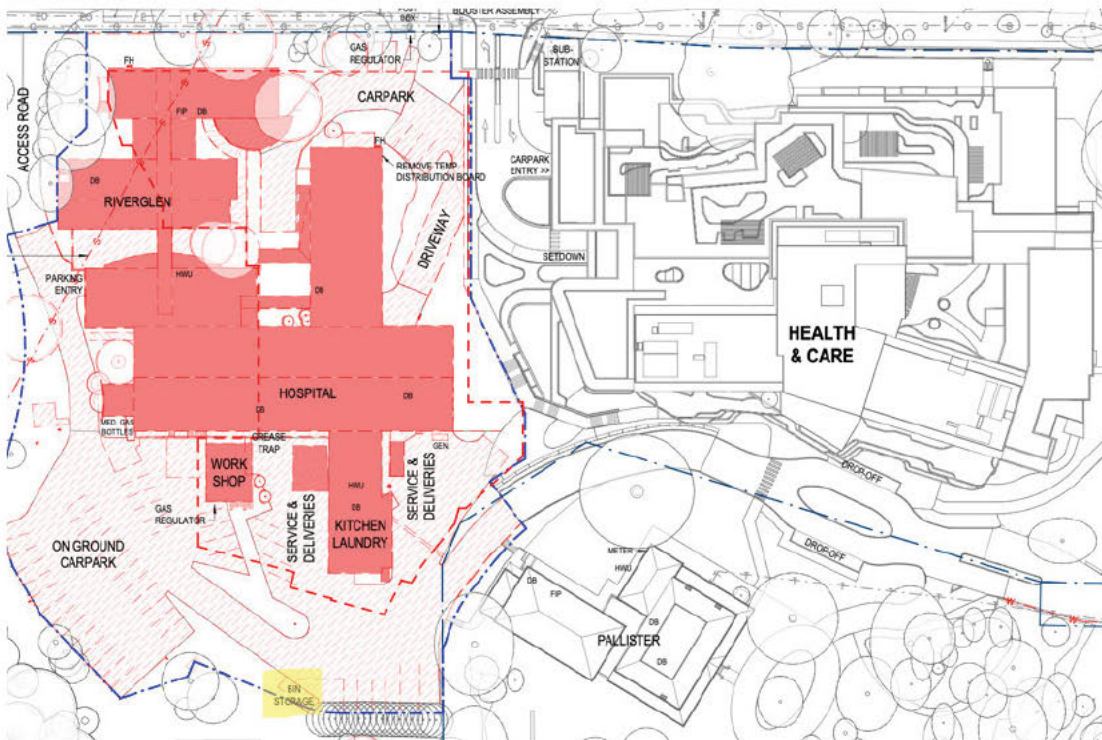 BOOSTER ASSEMBLY
GAS
REGULATOR
SUB-
STATION
FH
CARPARK
ACCESS ROAD
FIP
DB
FH
REMOVE TEMP
DISTRIBUTION BOARD
CARPARK
ENTRY >>
DB
RIVERGLEN
DRIVEWAY
SETDOWN
PARKING
ENTRY
HWU
DB
HEALTH
& CARE
HOSPITAL
DB
DB
MED. GAS
BOTTLES
GREASE
TRAP
GEN.
WORK
SHOP
SERVICE &
DELIVERIES
SERVICE &
DELIVERIES
HWU
DB
KITCHEN
LAUNDRY
GAS
REGULATOR
ON GROUND
CARPARK
DROP-OFF
DROP-OFF
METER
HWU
DB
FIP
DB
PALLISTER
DB
BIN
STORAGE